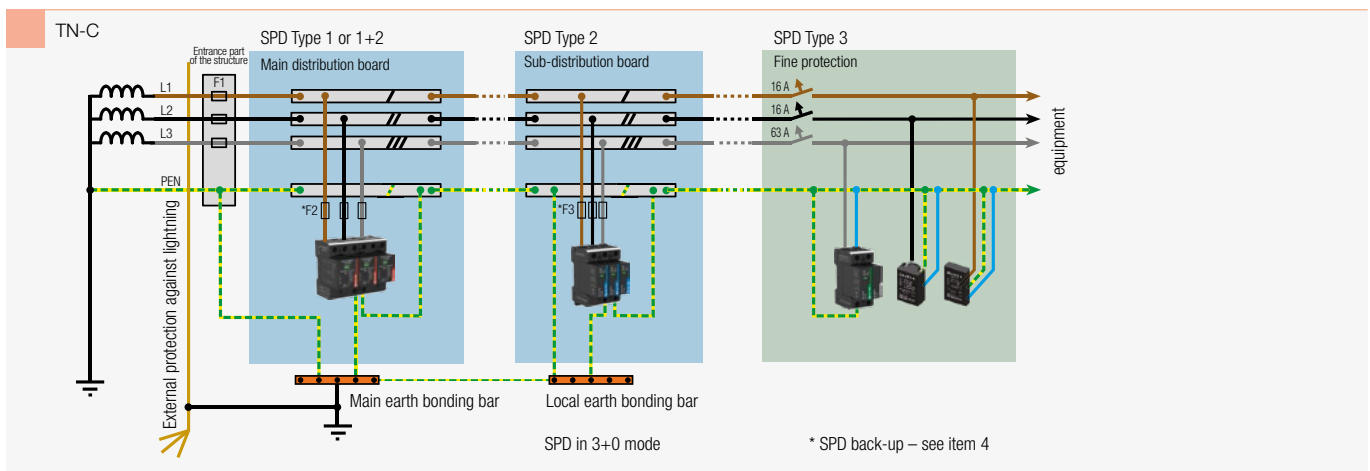 TN-C
Entrance part
of the structure
SPD Type 1 or 1+2
Main distribution board
SPD Type 2
Sub-distribution board
SPD Type 3
Fine protection
F1
L1
L2
L3
PEN
16 A
16 A
63 A
equipment
*F2
*F3
External protection against lightning
Main earth bonding bar
Local earth bonding bar
SPD in 3+0 mode
* SPD back-up – see item 4